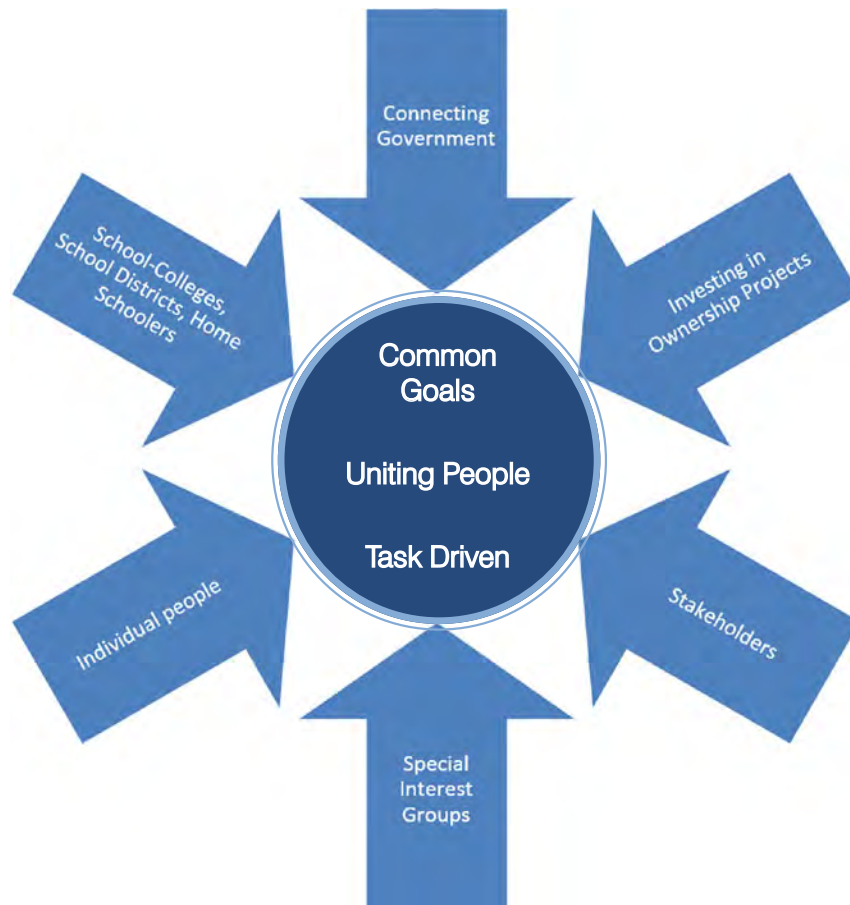 Connecting
Government
School-Colleges,
School Districts, Home
Schoolers
Investing in
Ownership Projects
Common
Goals
Uniting People
Task Driven
Individual people
Stakeholders
Special
Interest
Groups